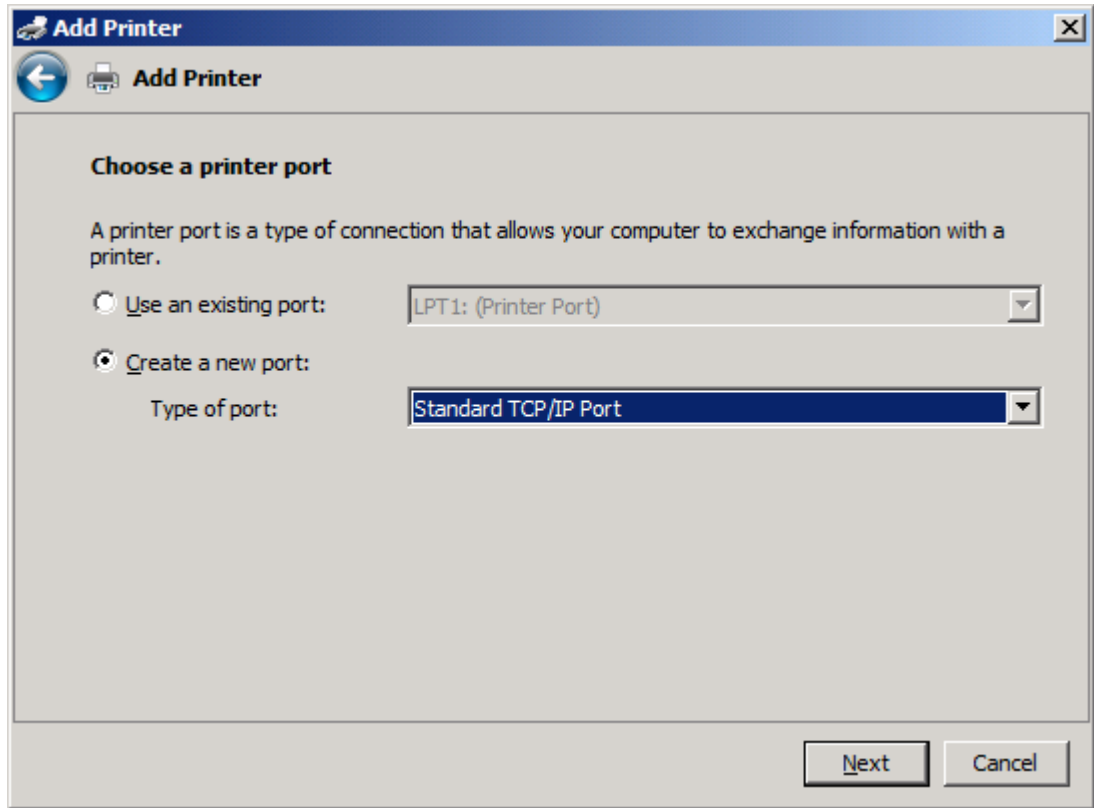 Add Printer
Add Printer
Choose a printer port
A printer port is a type of connection that allows your computer to exchange information with a
printer.
Use an existing port: LPT1: (Printer Port)
Create a new port:
Type of port: Standard TCP/IP Port
Next Cancel